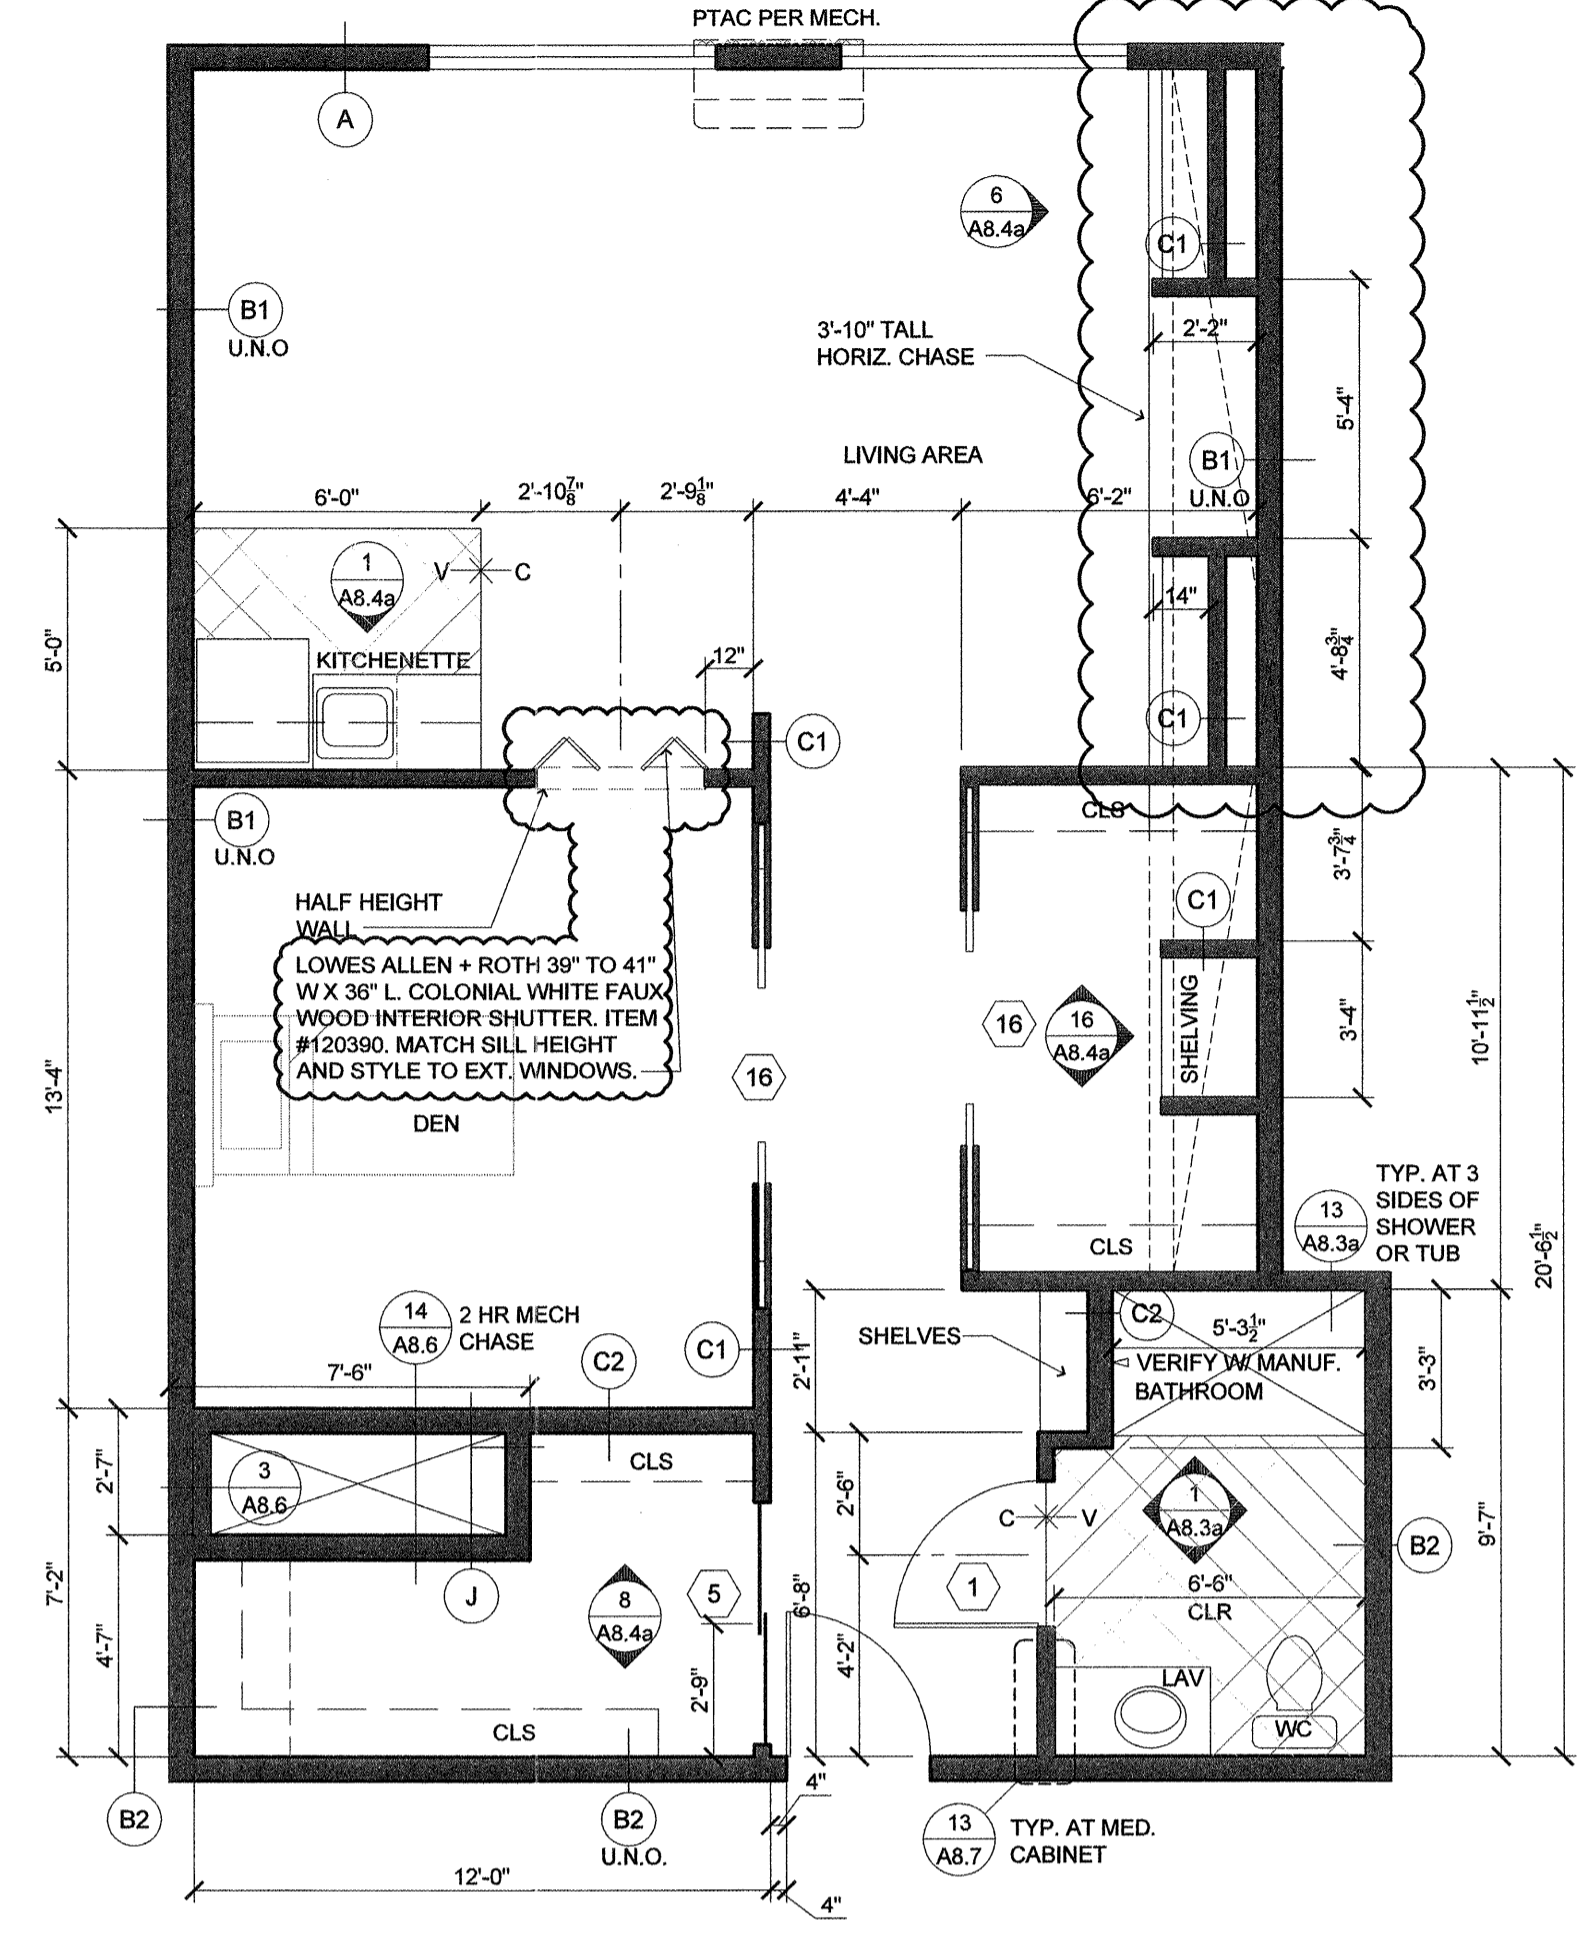 PTAC PER MECH.
A
6
A8.4a
C1
B1
U.N.O
3'-10" TALL
HORIZ. CHASE
2'-2"
5'-4"
LIVING AREA
B1
U.N.O
6'-0"
2'-10⅞"
2'-9⅛"
4'-4"
6'-2"
1
A8.4a
V
C
14"
5'-0"
KITCHENETTE
12"
4'-8¾"
C1
C1
B1
U.N.O
CLS
3'-7¾"
HALF HEIGHT
WALL
C1
LOWES ALLEN + ROTH 39" TO 41"
W X 36" L. COLONIAL WHITE FAUX
WOOD INTERIOR SHUTTER. ITEM
#120390. MATCH SILL HEIGHT
AND STYLE TO EXT. WINDOWS.
16
16
16
A8.4a
SHELVING
3'-4"
10'-11½"
13'-4"
DEN
TYP. AT 3
SIDES OF
SHOWER
OR TUB
13
A8.3a
CLS
20'-6½"
14
A8.6
2 HR MECH
CHASE
C2
C1
2'-11"
SHELVES
C2
5'-3½"
VERIFY W/ MANUF.
BATHROOM
3'-3"
7'-6"
3
A8.6
CLS
2'-7"
2'-6"
C
V
1
A8.3a
B2
9'-7"
7'-2"
4'-7"
J
8
A8.4a
5
6'-8"
1
6'-6"
CLR
2'-9"
4'-2"
LAV
WC
CLS
B2
B2
U.N.O.
4"
13
A8.7
TYP. AT MED.
CABINET
12'-0"
4"